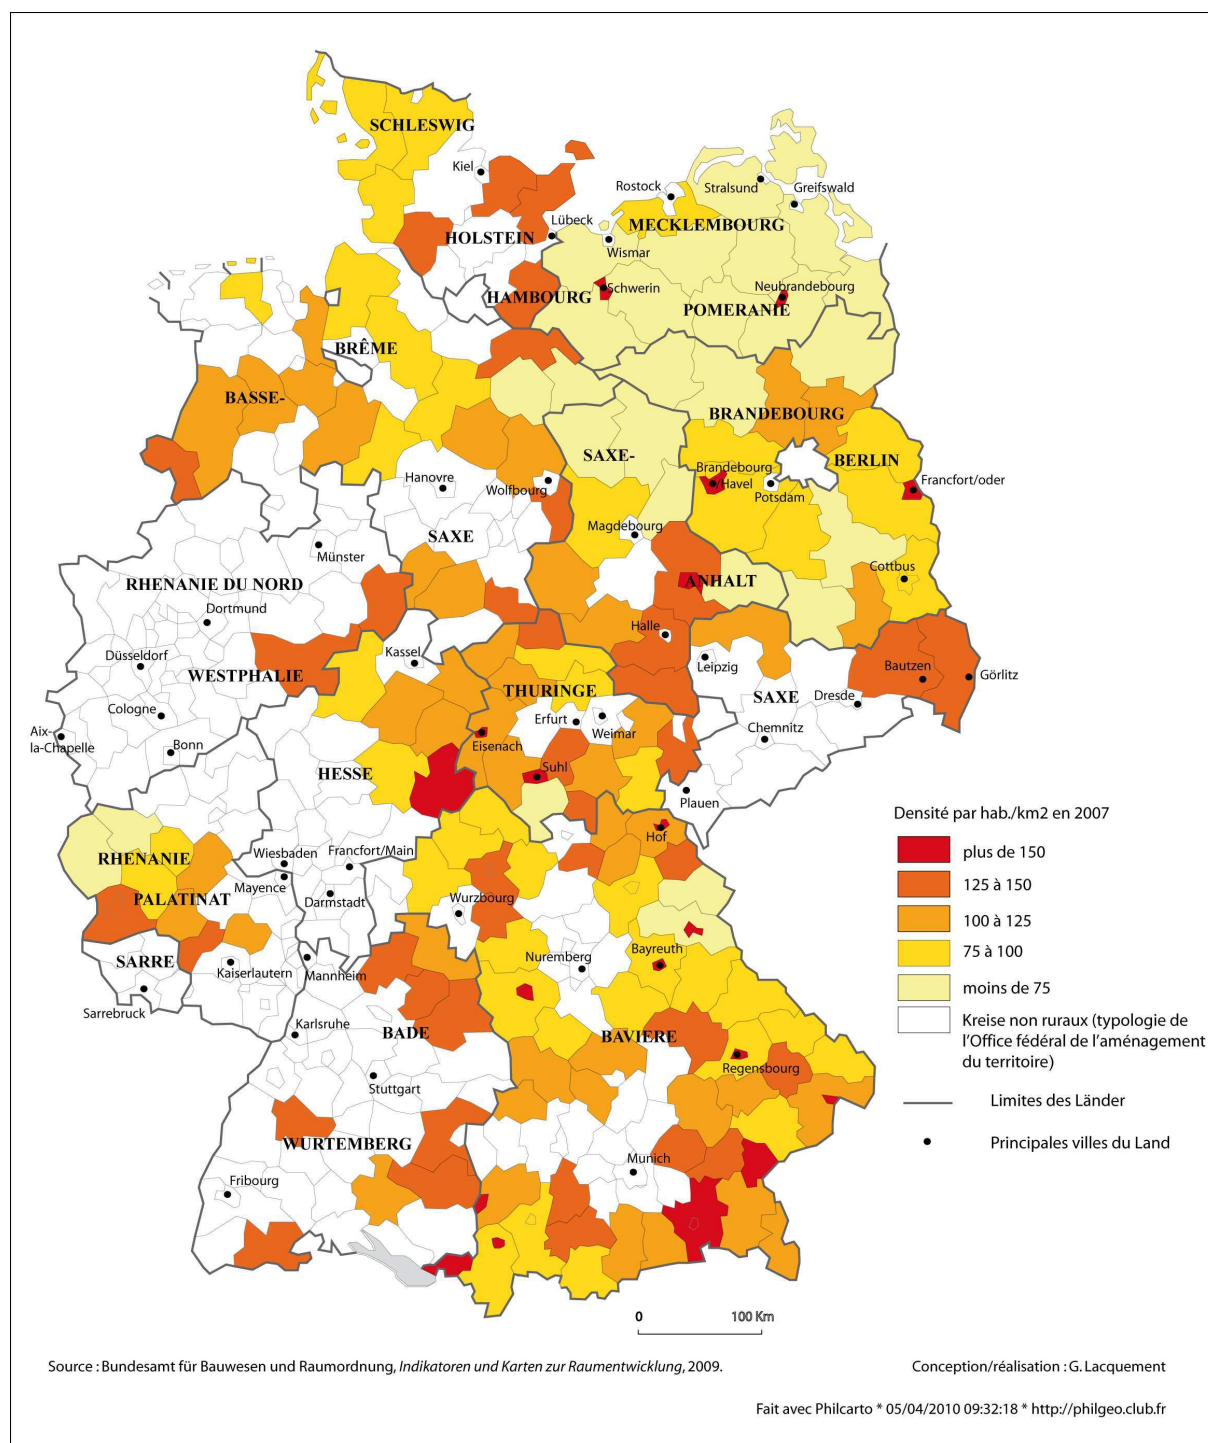 SCHLESWIG
Kiel
Rostock
Stralsund
Greifswald
Lübeck
MECKLEMBOURG
HOLSTEIN
Wismar
Schwerin
Neubrandebourg
HAMBOURG
POMERANIE
BRÊME
BASSE-
BRANDEBOURG
SAXE-
BERLIN
Brandebourg
/Havel
Hanovre
Wolfbourg
Potsdam
Francfort/oder
Magdebourg
SAXE
Münster
Cottbus
RHENANIE DU NORD
ANHALT
Dortmund
Halle
Düsseldorf
Kassel
Leipzig
Bautzen
Görlitz
WESTPHALIE
THURINGE
SAXE
Dresde
Cologne
Erfurt
Weimar
Chemnitz
Aix-
la-Chapelle
Bonn
Eisenach
HESSE
Suhl
Plauen
Hof
RHENANIE
Wiesbaden
Francfort/Main
Mayence
PALATINAT
Darmstadt
Wurzbourg
SARRE
Kaiserlautern
Mannheim
Nuremberg
Bayreuth
Sarrebruck
Karlsruhe
BADE
BAVIERE
Regensbourg
Stuttgart
WURTEMBERG
Munich
Fribourg
Densité par hab./km2 en 2007
plus de 150
125 à 150
100 à 125
75 à 100
moins de 75
Kreise non ruraux (typologie de
l'Office fédéral de l'aménagement
du territoire)
Limites des Länder
Principales villes du Land
0 100 Km
Source : Bundesamt für Bauwesen und Raumordnung, Indikatoren und Karten zur Raumentwicklung, 2009.
Conception/réalisation : G. Lacquement
Fait avec Philcarto * 05/04/2010 09:32:18 * http://philgeo.club.fr